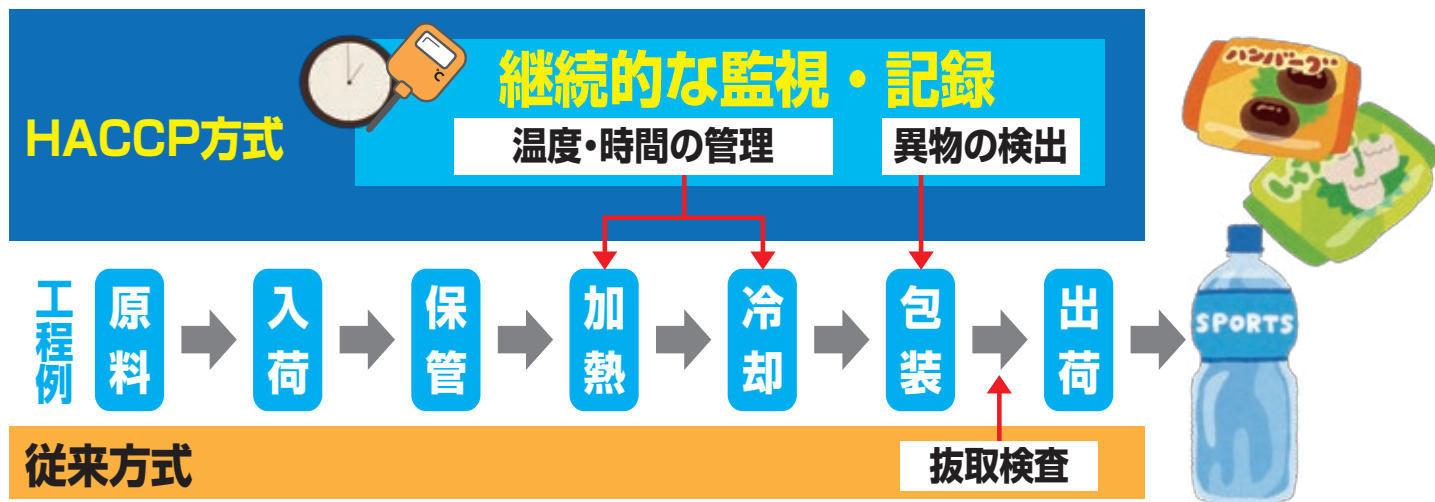 継続的な監視・記録
HACCP方式
温度・時間の管理
異物の検出
℃
ハンバーグ
工程例
原料
入荷
保管
加熱
冷却
包装
出荷
SPORTS
従来方式
抜取検査